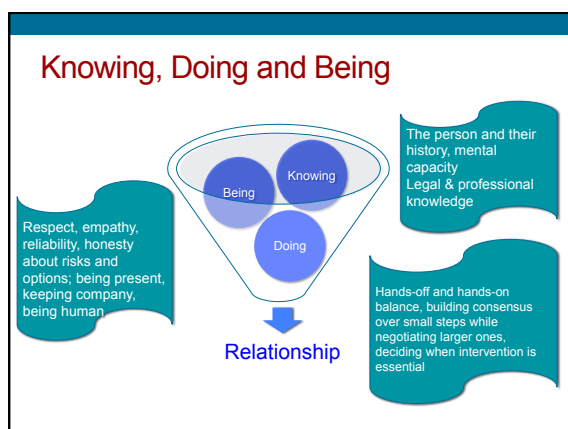 Knowing, Doing and Being
The person and their
history, mental
capacity
Legal & professional
knowledge
Knowing
Being
Respect, empathy,
reliability, honesty
about risks and
options; being present,
keeping company,
being human
Doing
Hands-off and hands-on
balance, building consensus
over small steps while
negotiating larger ones,
deciding when intervention is
essential
Relationship